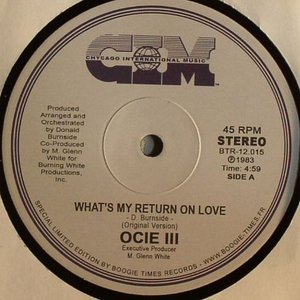 CHYCAGO INTERNATIONAL MUSIC
CIM
Produced
Arranged and
Orchestrated
by Donald
Burnside
Co-Produced
by M. Glenn
White for
Burning White
Productions,
Inc.
45 RPM
STEREO
BTR-12.015
℗1983
Time: 4:59
SIDE A
WHAT'S MY RETURN ON LOVE
- D. Burnside -
(Original Version)
OCIE III
Executive Producer
M. Glenn White
SPECIAL LIMITED EDITION BY BOOGIE TIMES RECORDS - WWW.BOOGIE-TIMES.FR